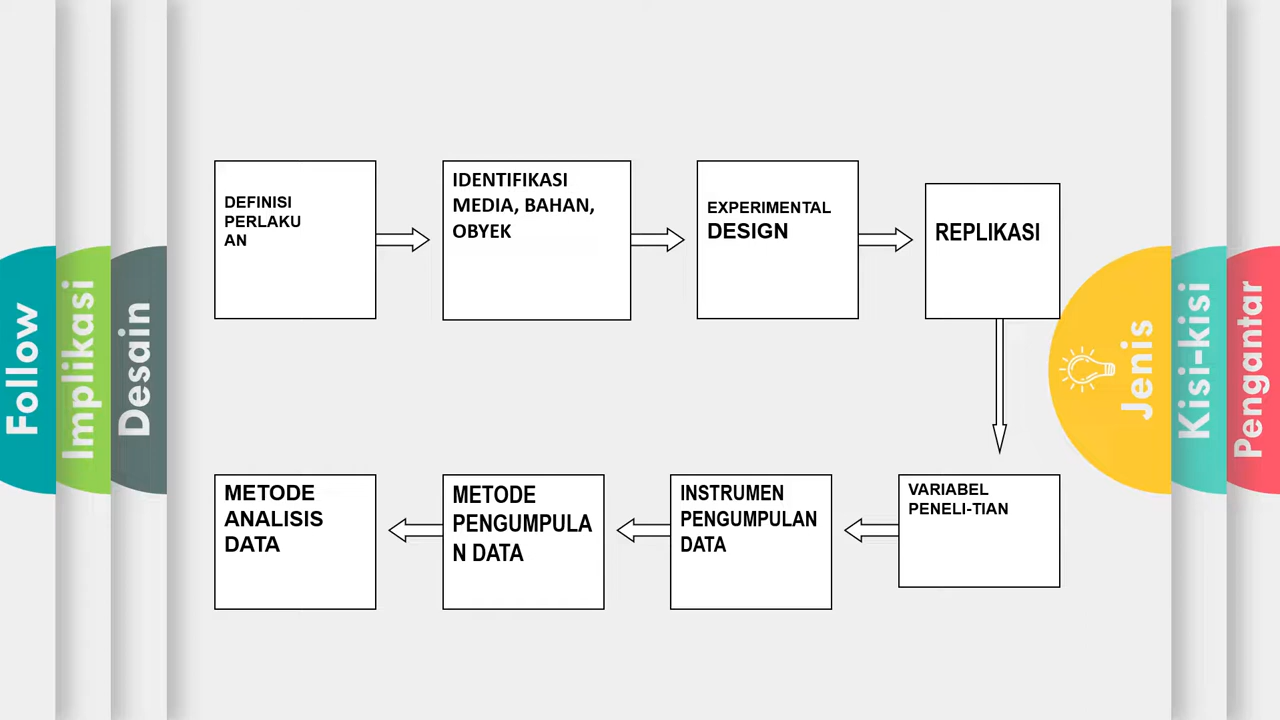 Follow
Implikasi
Desain
DEFINISI
PERLAKU
AN
IDENTIFIKASI
MEDIA, BAHAN,
OBYEK
EXPERIMENTAL
DESIGN
REPLIKASI
VARIABEL
PENELI-TIAN
INSTRUMEN
PENGUMPULAN
DATA
METODE
PENGUMPULA
N DATA
METODE
ANALISIS
DATA
Jenis
Kisi-kisi
Pengantar